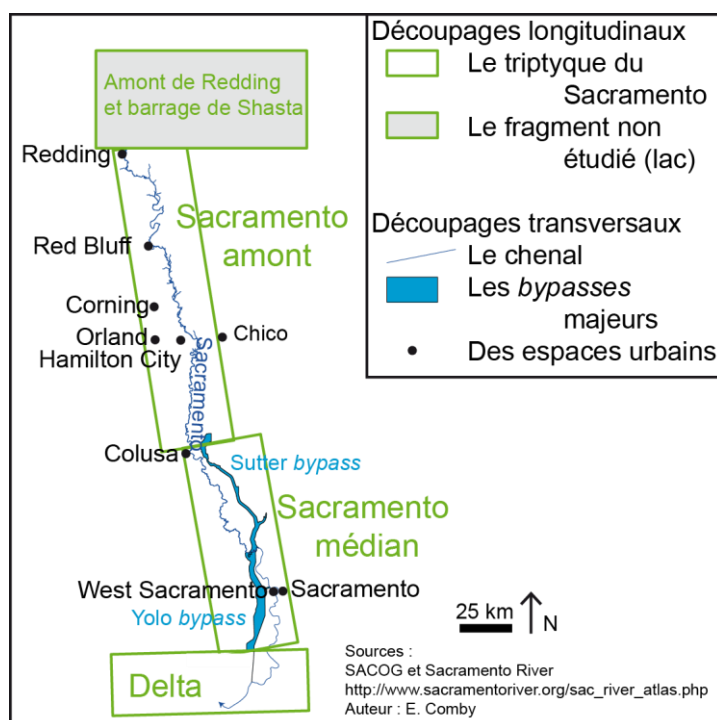 Amont de Redding
et barrage de Shasta
Redding
Sacramento
amont
Red Bluff
Corning
Orland
Chico
Hamilton City
Sacramento
Colusa
Sutter bypass
Sacramento
médian
West Sacramento
Sacramento
Yolo bypass
Delta
25 km
N
Sources :
SACOG et Sacramento River
http://www.sacramentoriver.org/sac_river_atlas.php
Auteur : E. Comby
Découpages longitudinaux
Le triptyque du
Sacramento
Le fragment non
étudié (lac)
Découpages transversaux
Le chenal
Les bypasses
majeurs
Des espaces urbains